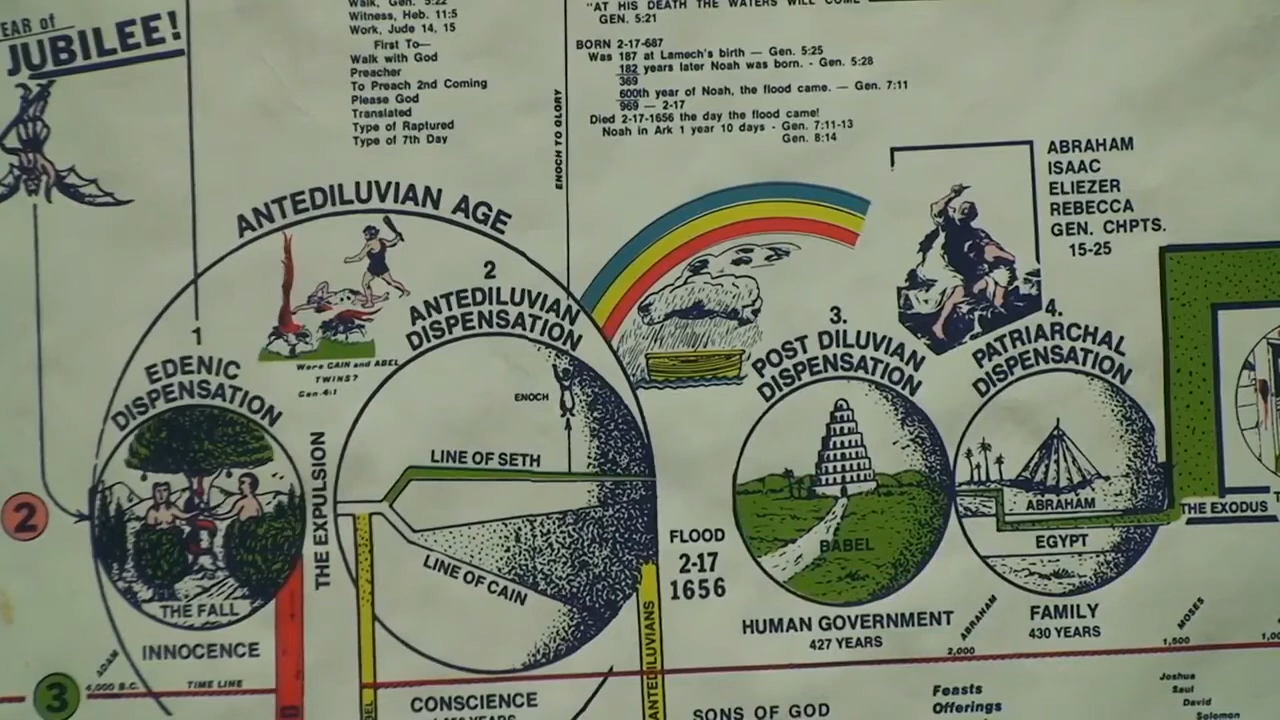 YEAR of
JUBILEE!
Walk, Gen. 5:22
Witness, Heb. 11:5
Work, Jude 14, 15
First To—
Walk with God
Preacher
To Preach 2nd Coming
Please God
Translated
Type of Raptured
Type of 7th Day
ENOCH TO GLORY
"AT HIS DEATH THE WATERS WILL COME
GEN. 5:21
BORN 2-17-687
Was 187 at Lamech's birth — Gen. 5:25
182 years later Noah was born. - Gen. 5:28
369
600th year of Noah, the flood came. — Gen. 7:11
969 — 2-17
Died 2-17-1656 the day the flood came!
Noah in Ark 1 year 10 days - Gen. 7:11-13
Gen. 8:14
ABRAHAM
ISAAC
ELIEZER
REBECCA
GEN. CHPTS.
15-25
ANTEDILUVIAN AGE
1
EDENIC
DISPENSATION
Were CAIN and ABEL
TWINS?
Gen-4:1
2
ANTEDILUVIAN
DISPENSATION
ENOCH
LINE OF SETH
LINE OF CAIN
THE EXPULSION
THE FALL
INNOCENCE
2
3
ADAM
4,000 B.C.
TIME LINE
CONSCIENCE
FLOOD
2-17
1656
ANTEDILUVIANS
3.
POST DILUVIAN
DISPENSATION
BABEL
HUMAN GOVERNMENT
427 YEARS
4.
PATRIARCHAL
DISPENSATION
ABRAHAM
EGYPT
FAMILY
430 YEARS
THE EXODUS
ABRAHAM
2,000
MOSES
1,500
SONS OF GOD
Feasts
Offerings
Joshua
Saul
David
Solomon